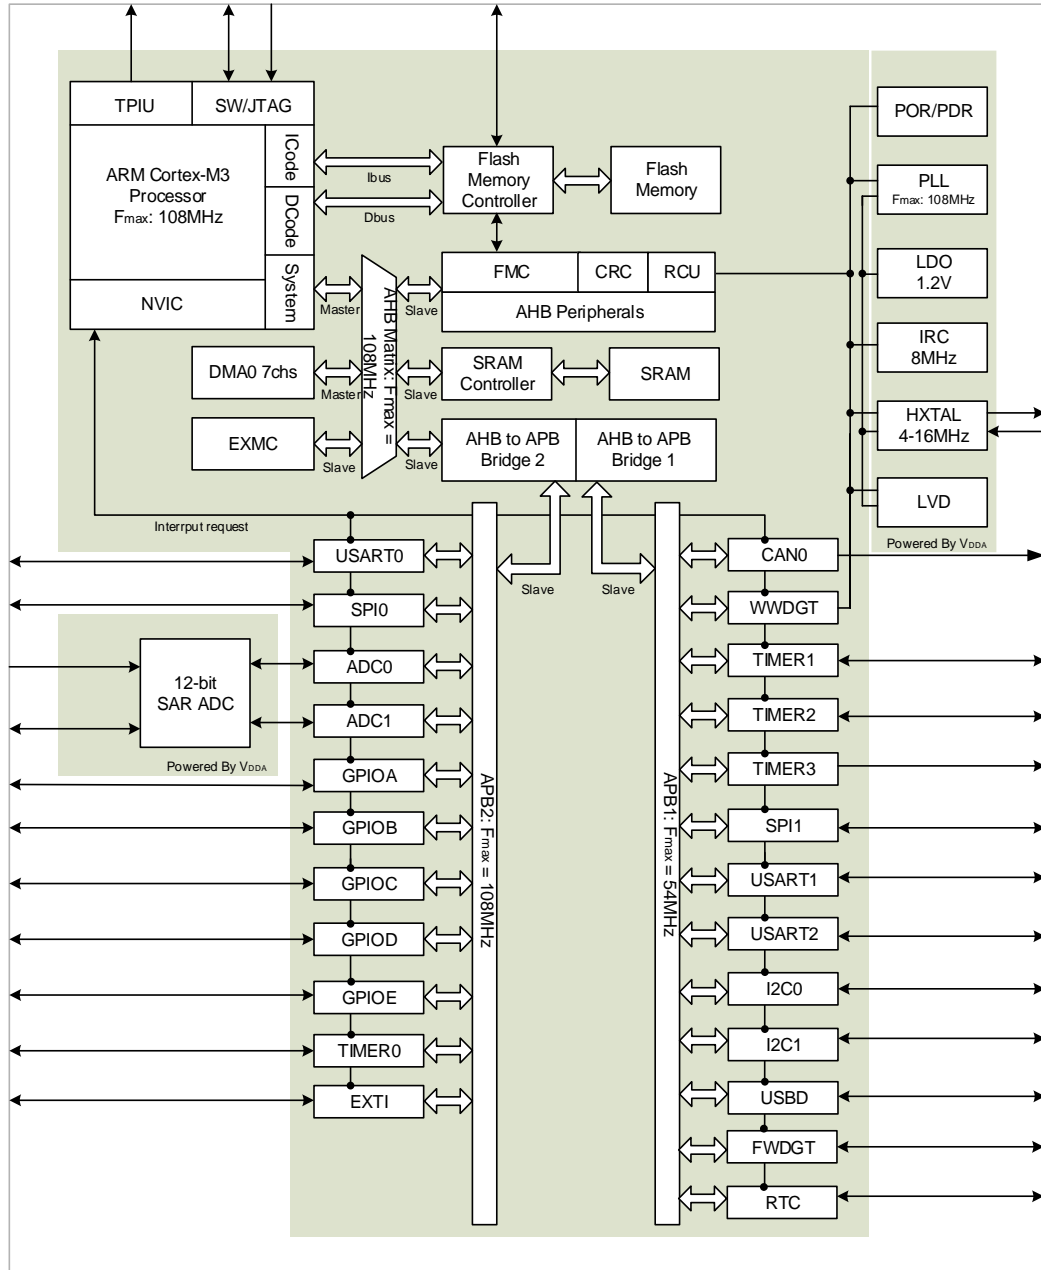 TPIU
SW/JTAG
POR/PDR
ARM Cortex-M3
Processor
Fmax: 108MHz
ICode
DCode
System
NVIC
Ibus
Dbus
Flash
Memory
Controller
Flash
Memory
PLL
Fmax: 108MHz
FMC
CRC
RCU
AHB Peripherals
LDO
1.2V
Master
Slave
AHB Matrix: Fmax =
108MHz
IRC
8MHz
DMA0 7chs
Master
Slave
SRAM
Controller
SRAM
HXTAL
4-16MHz
EXMC
Slave
Slave
AHB to APB
Bridge 2
AHB to APB
Bridge 1
LVD
Powered By VDDA
Interrput request
Slave
Slave
USART0
SPI0
ADC0
ADC1
GPIOA
GPIOB
GPIOC
GPIOD
GPIOE
TIMER0
EXTI
12-bit
SAR ADC
Powered By VDDA
APB2: Fmax = 108MHz
APB1: Fmax = 54MHz
CAN0
WWDGT
TIMER1
TIMER2
TIMER3
SPI1
USART1
USART2
I2C0
I2C1
USBD
FWDGT
RTC